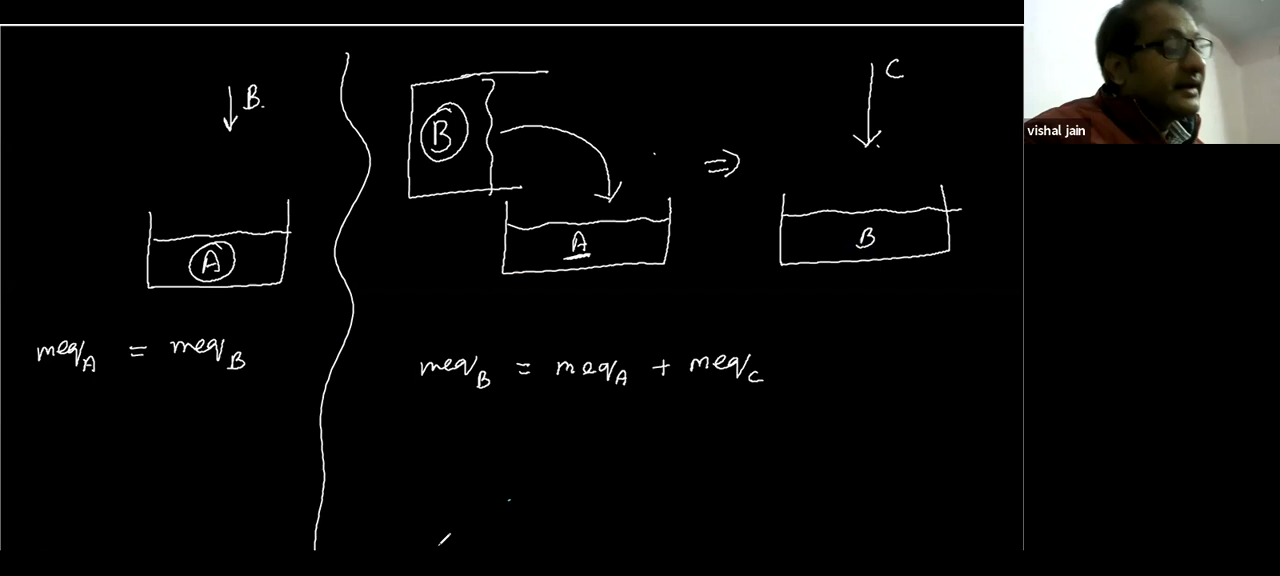 B.
A
B
A
C
B
meq_A = meq_B
meq_B = meq_A + meq_C
vishal jain